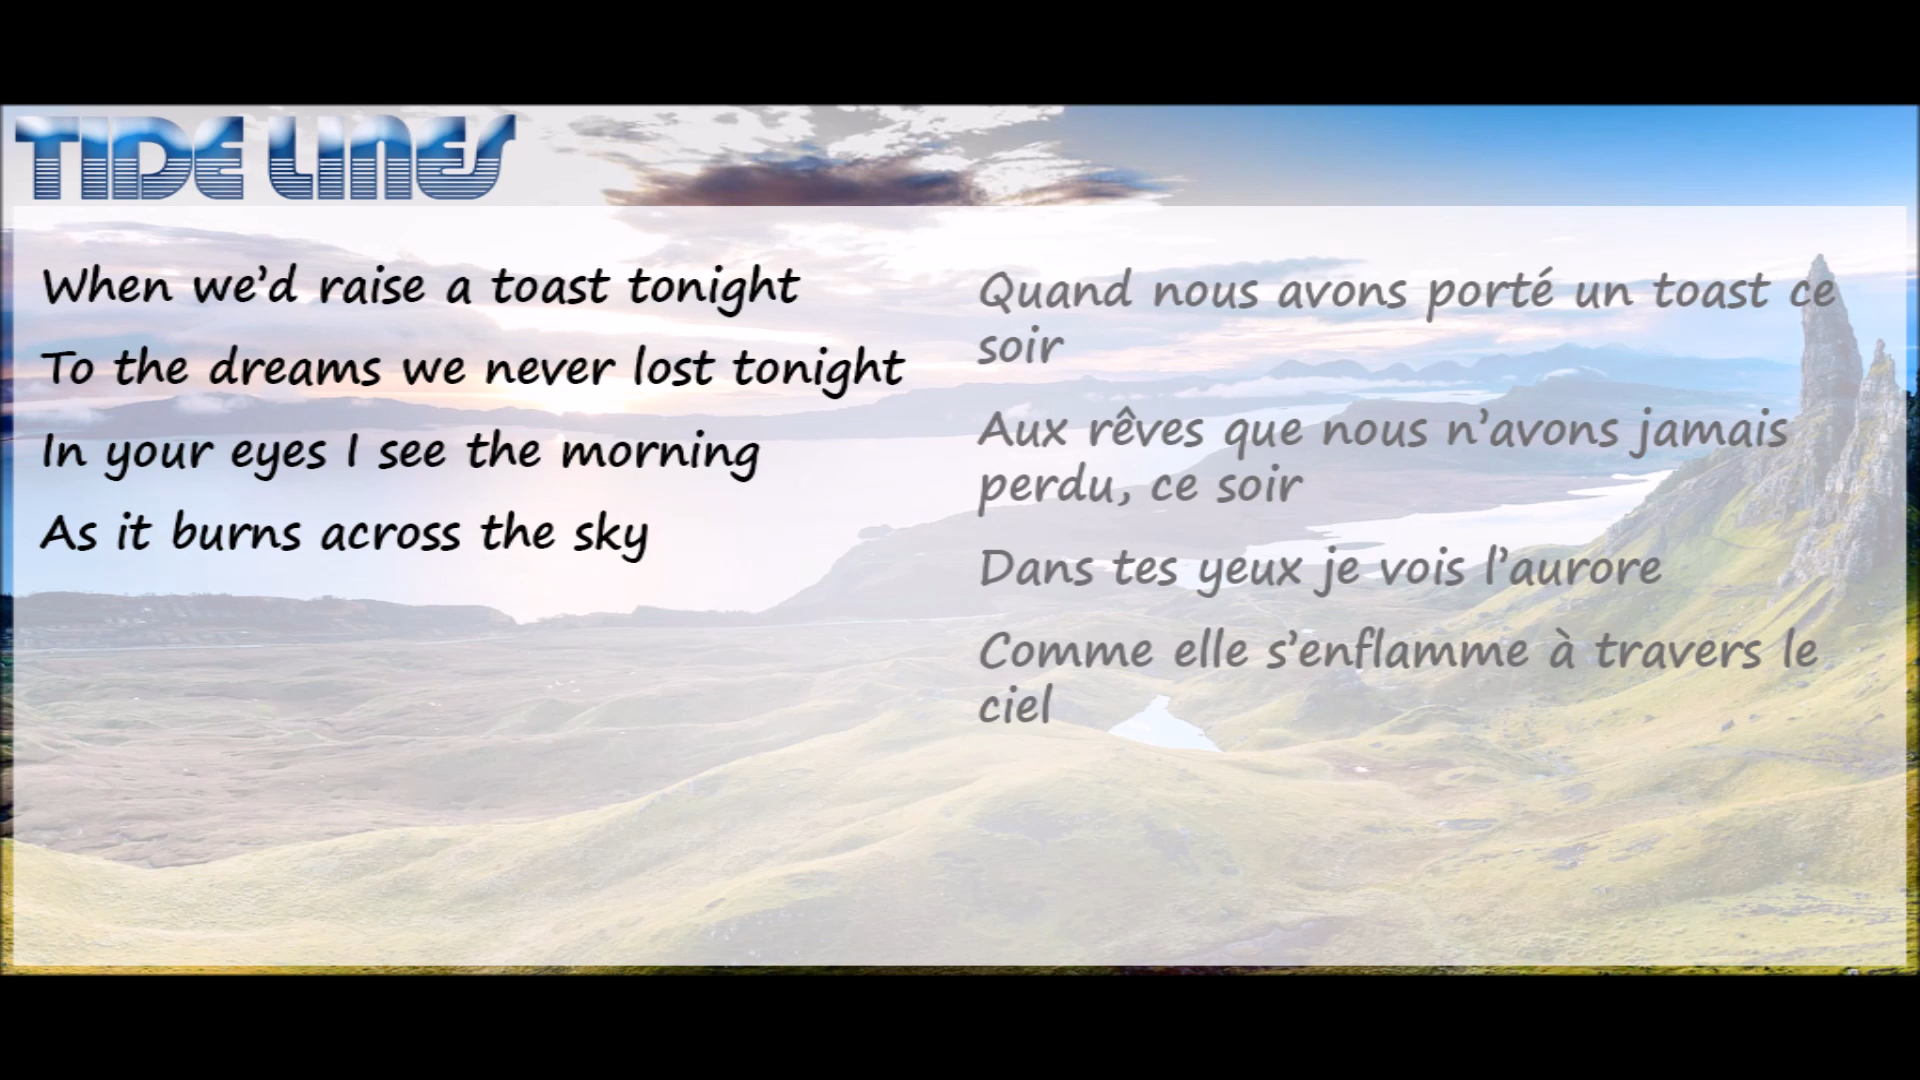 TIDE LINES
When we’d raise a toast tonight
To the dreams we never lost tonight
In your eyes I see the morning
As it burns across the sky
Quand nous avons porté un toast ce
soir
Aux rêves que nous n’avons jamais
perdu, ce soir
Dans tes yeux je vois l’aurore
Comme elle s’enflamme à travers le
ciel